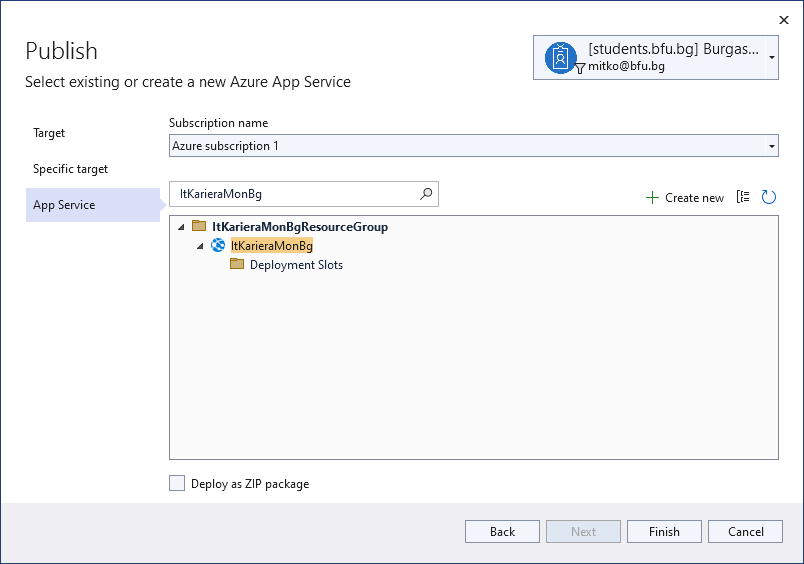 Publish
Select existing or create a new Azure App Service
[students.bfu.bg] Burgas...
mitko@bfu.bg
Target
Specific target
App Service
Subscription name
Azure subscription 1
ItKarieraMonBg
Create new
ItKarieraMonBgResourceGroup
ItKarieraMonBg
Deployment Slots
Deploy as ZIP package
Back
Next
Finish
Cancel